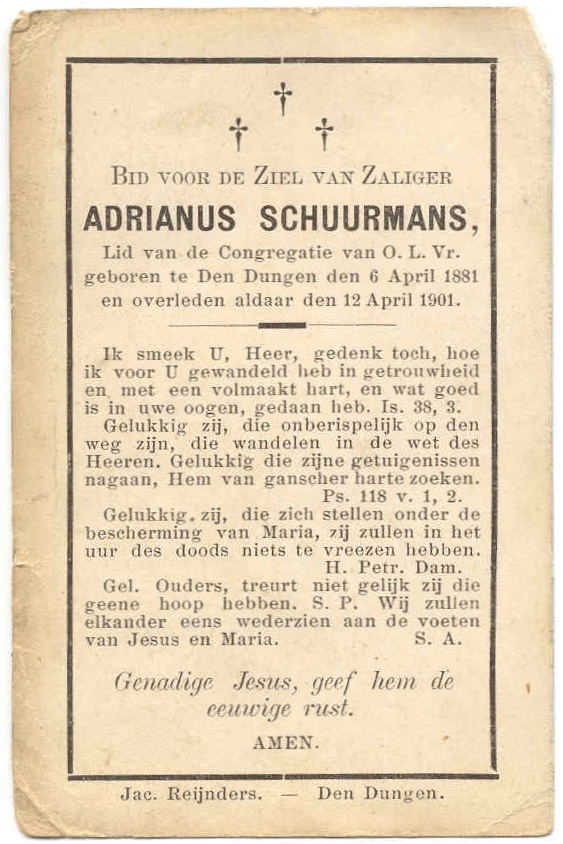 BID VOOR DE ZIEL VAN ZALIGER
ADRIANUS SCHUURMANS,
Lid van de Congregatie van O. L. Vr.
geboren te Den Dungen den 6 April 1881
en overleden aldaar den 12 April 1901.
Ik smeek U, Heer, gedenk toch, hoe
ik voor U gewandeld heb in getrouwheid
en met een volmaakt hart, en wat goed
is in uwe oogen, gedaan heb. Is. 38, 3.
Gelukkig zij, die onberispelijk op den
weg zijn, die wandelen in de wet des
Heeren. Gelukkig die zijne getuigenissen
nagaan, Hem van ganscher harte zoeken.
Ps. 118 v. 1, 2.
Gelukkig zij, die zich stellen onder de
bescherming van Maria, zij zullen in het
uur des doods niets te vreezen hebben.
H. Petr. Dam.
Gel. Ouders, treurt niet gelijk zij die
geene hoop hebben. S. P. Wij zullen
elkander eens wederzien aan de voeten
van Jesus en Maria. S. A.
Genadige Jesus, geef hem de
eeuwige rust.
AMEN.
Jac. Reijnders. — Den Dungen.